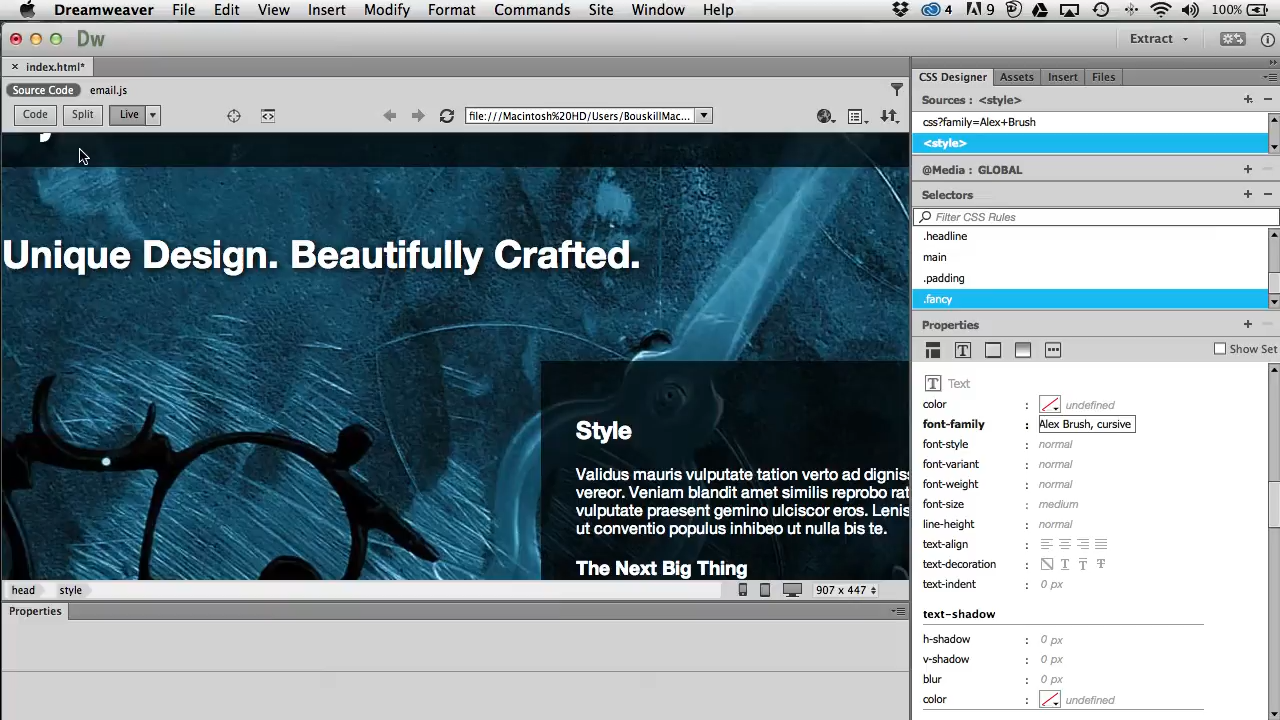 Dreamweaver File Edit View Insert Modify Format Commands Site Window Help 4 9 100%
Dw Extract
× index.html*
Source Code email.js
Code Split Live file:///Macintosh%20HD/Users/BouskillMac...
Unique Design. Beautifully Crafted.
Style
Validus mauris vulputate tation verto ad digniss
vereor. Veniam blandit amet similis reprobo rat
vulputate praesent gemino ulciscor eros. Lenis
ut conventio populus inhibeo ut nulla bis te.
The Next Big Thing
head style 907 x 447
Properties
CSS Designer Assets Insert Files
Sources : <style>
css?family=Alex+Brush
<style>
@Media : GLOBAL
Selectors
Filter CSS Rules
.headline
main
.padding
.fancy
Properties
Show Set
T Text
color : undefined
font-family : Alex Brush, cursive
font-style : normal
font-variant : normal
font-weight : normal
font-size : medium
line-height : normal
text-align :
text-decoration :
text-indent : 0 px
text-shadow
h-shadow : 0 px
v-shadow : 0 px
blur : 0 px
color : undefined